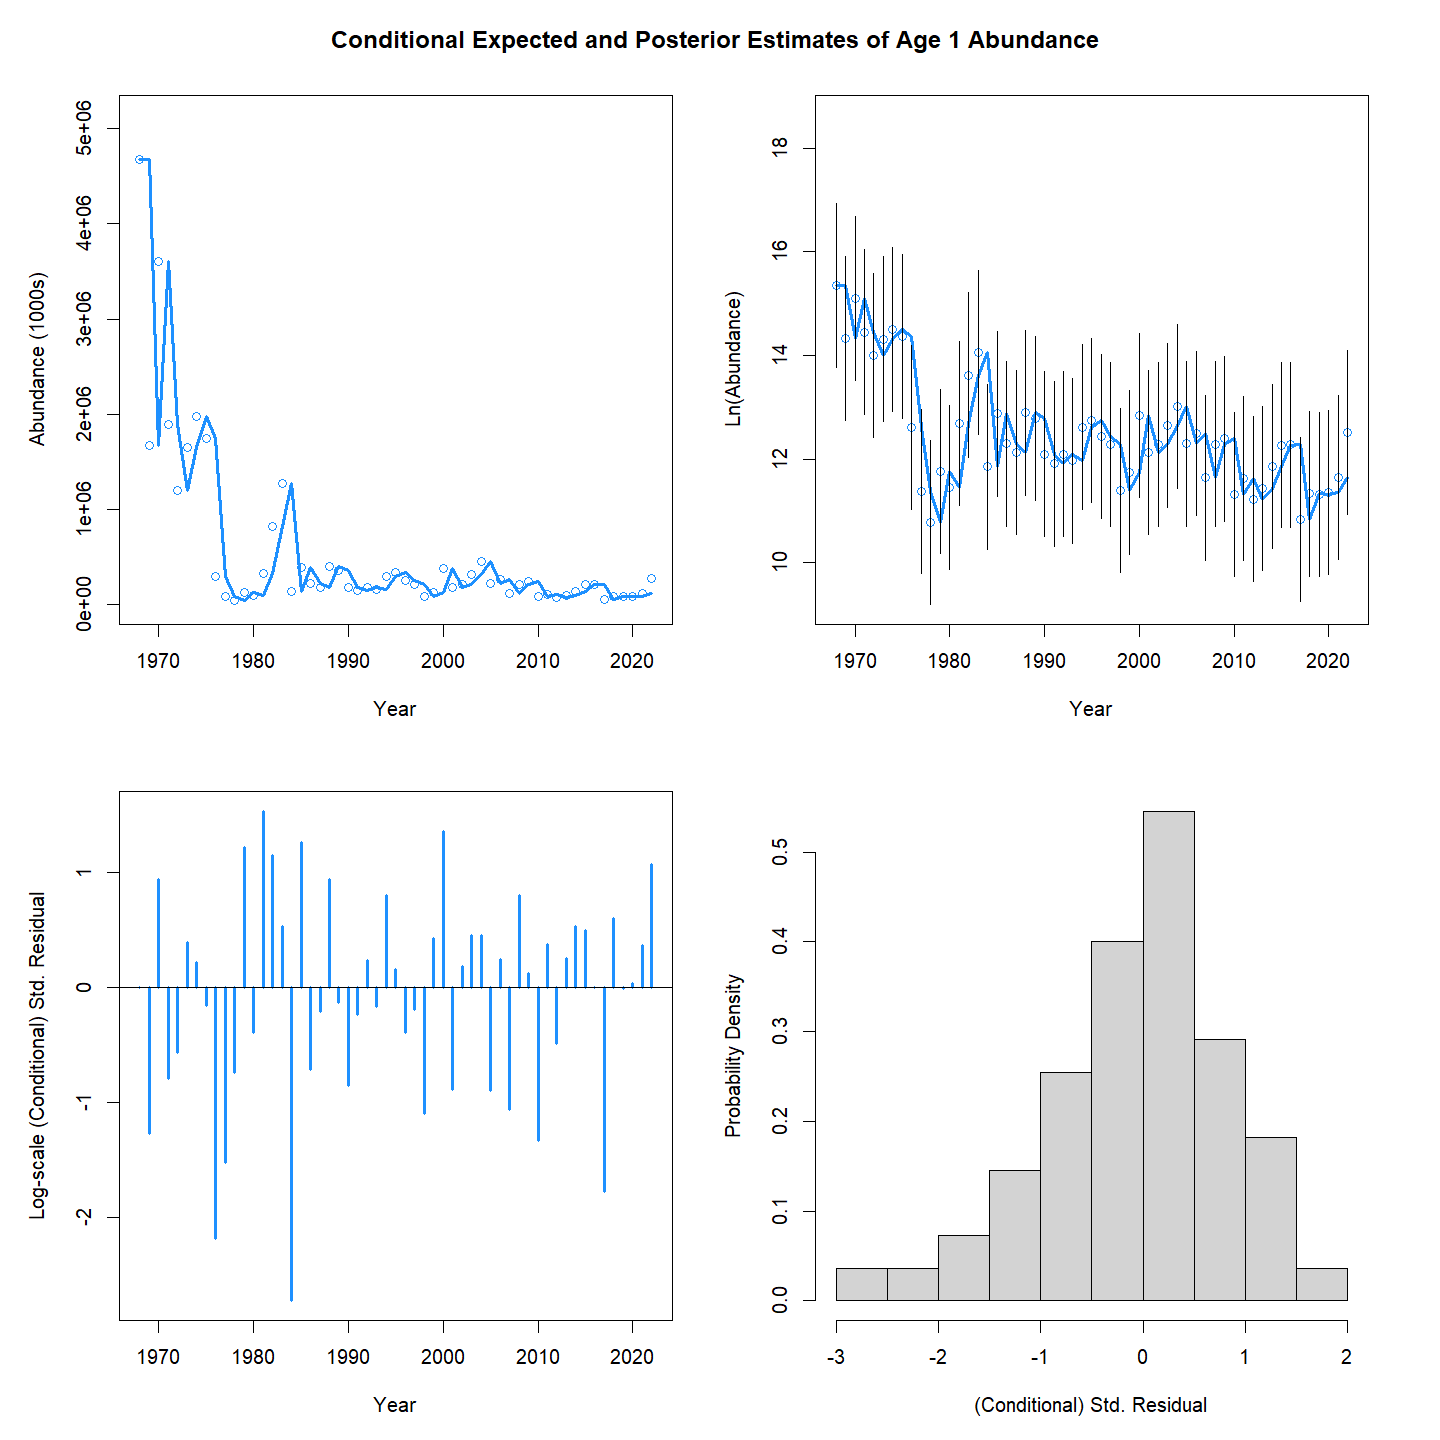 Conditional Expected and Posterior Estimates of Age 1 Abundance
Abundance (1000s)
5e+06
4e+06
3e+06
2e+06
1e+06
0e+00
1970 1980 1990 2000 2010 2020
Year
Ln(Abundance)
18
16
14
12
10
1970 1980 1990 2000 2010 2020
Year
Log-scale (Conditional) Std. Residual
1
0
-1
-2
1970 1980 1990 2000 2010 2020
Year
Probability Density
0.5
0.4
0.3
0.2
0.1
0.0
-3 -2 -1 0 1 2
(Conditional) Std. Residual